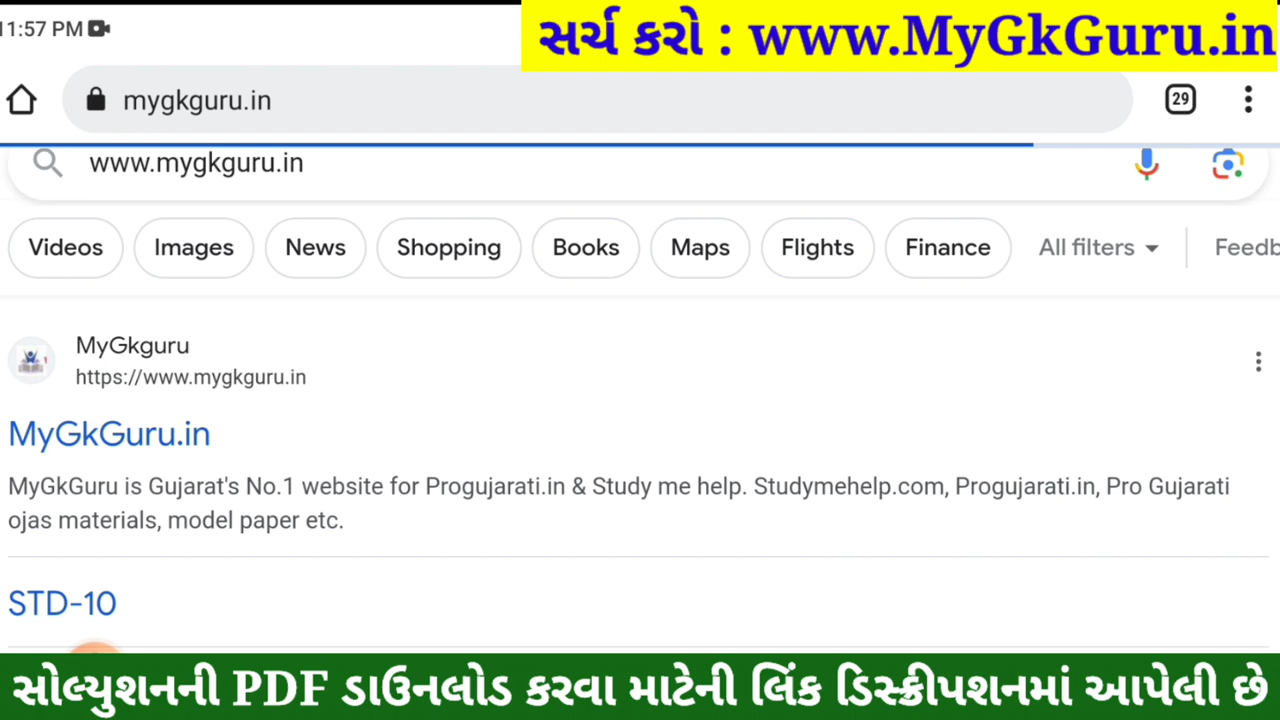 સર્ચ કરો : www.MyGkGuru.in
11:57 PM
mygkguru.in
29
www.mygkguru.in
Videos
Images
News
Shopping
Books
Maps
Flights
Finance
All filters
Feedb
MyGkguru
https://www.mygkguru.in
MyGkGuru.in
MyGkGuru is Gujarat's No.1 website for Progujarati.in & Study me help. Studymehelp.com, Progujarati.in, Pro Gujarati
ojas materials, model paper etc.
STD-10
સોલ્યુશનની PDF ડાઉનલોડ કરવા માટેની લિંક ડિસ્ક્રીપશનમાં આપેલી છે